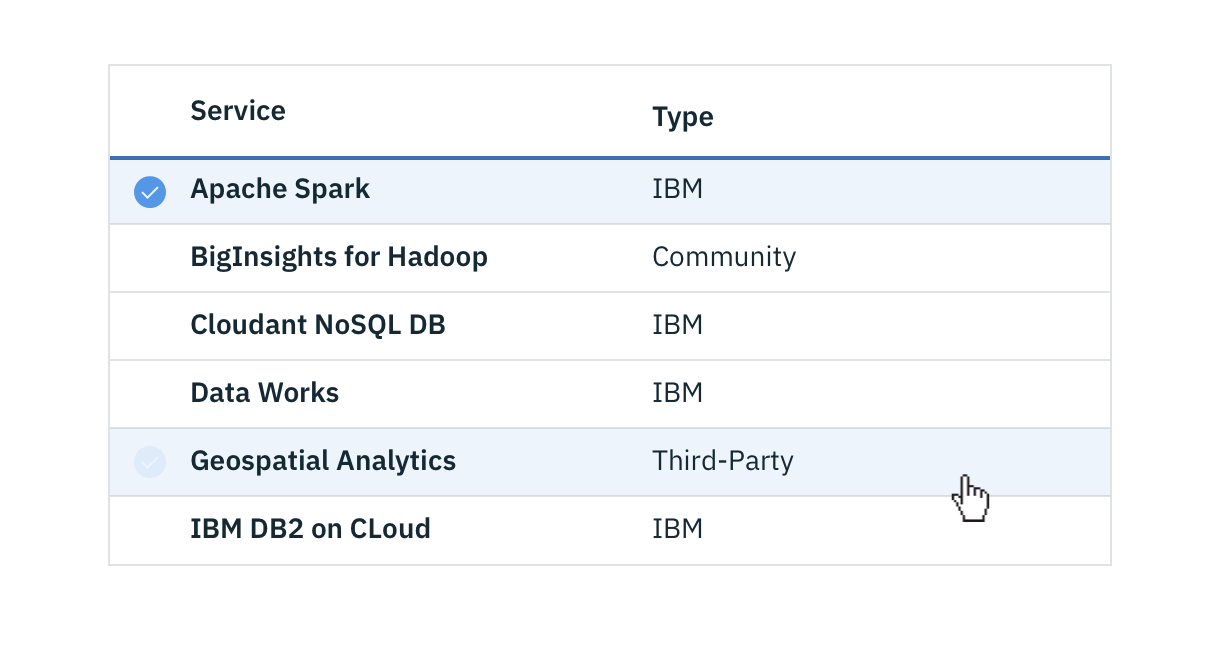 Service Type
Apache Spark IBM
BigInsights for Hadoop Community
Cloudant NoSQL DB IBM
Data Works IBM
Geospatial Analytics Third-Party
IBM DB2 on CLoud IBM